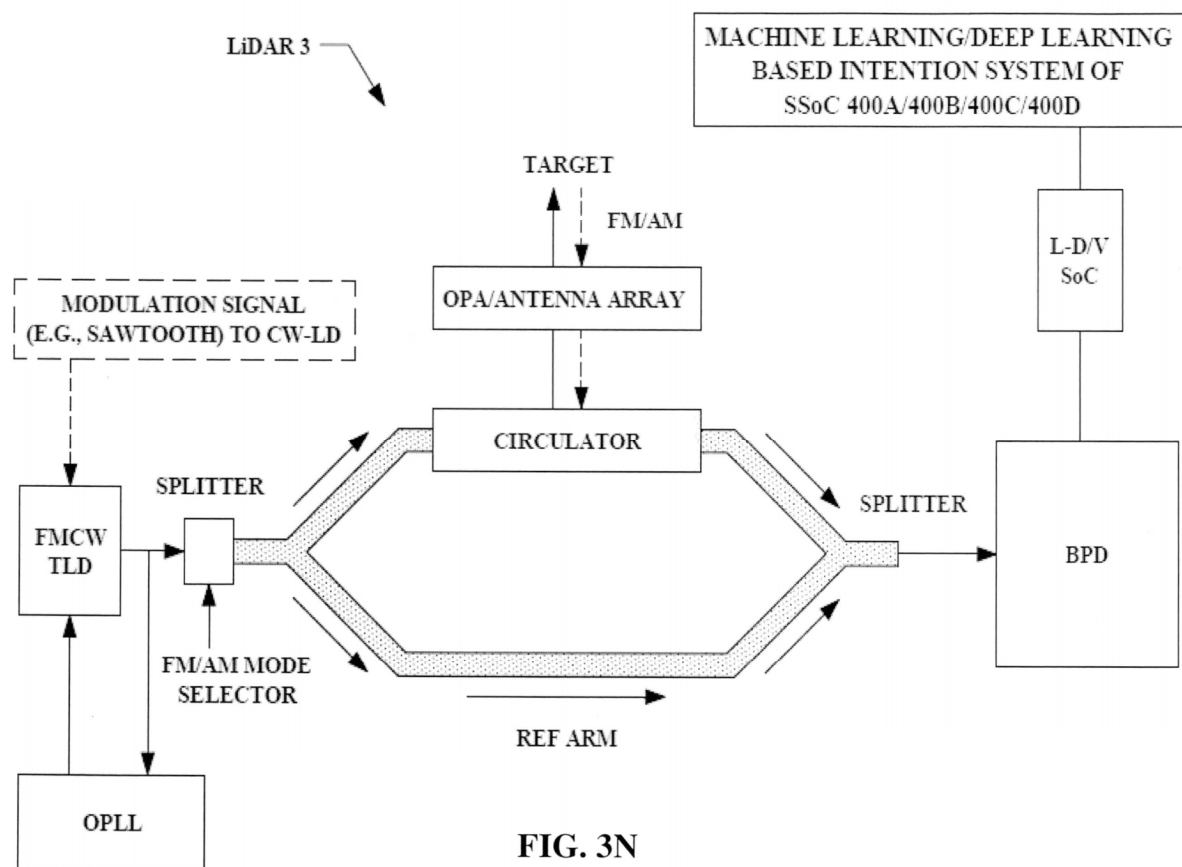 LiDAR 3
MACHINE LEARNING/DEEP LEARNING
BASED INTENTION SYSTEM OF
SSoC 400A/400B/400C/400D
TARGET
FM/AM
L-D/V
SoC
OPA/ANTENNA ARRAY
MODULATION SIGNAL
(E.G., SAWTOOTH) TO CW-LD
CIRCULATOR
SPLITTER
SPLITTER
FMCW
TLD
BPD
FM/AM MODE
SELECTOR
REF ARM
OPLL
FIG. 3N